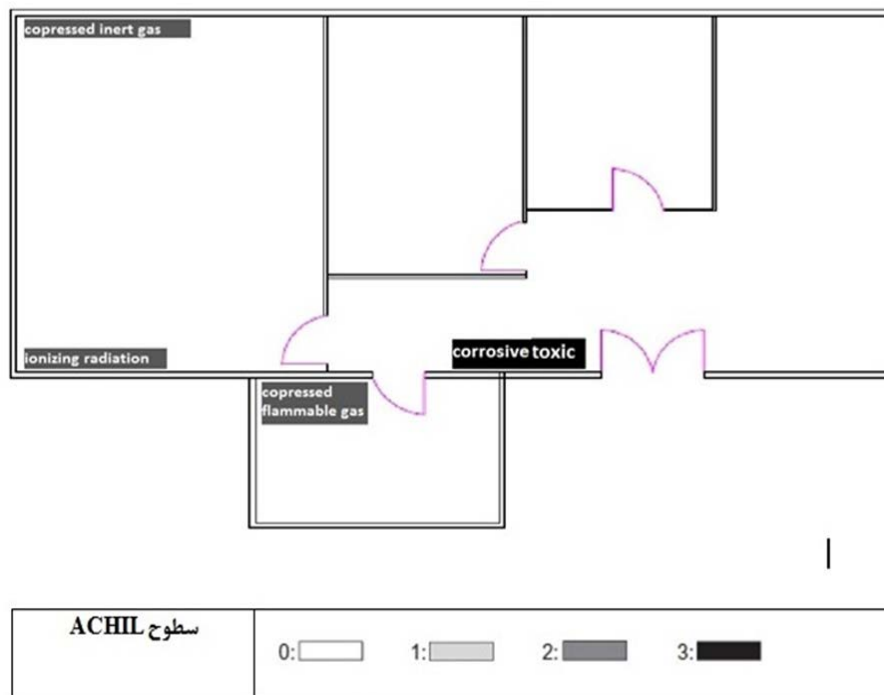 copressed inert gas
ionizing radiation
corrosive toxic
copressed
flammable gas
سطوح ACHIL
0: 1: 2: 3: